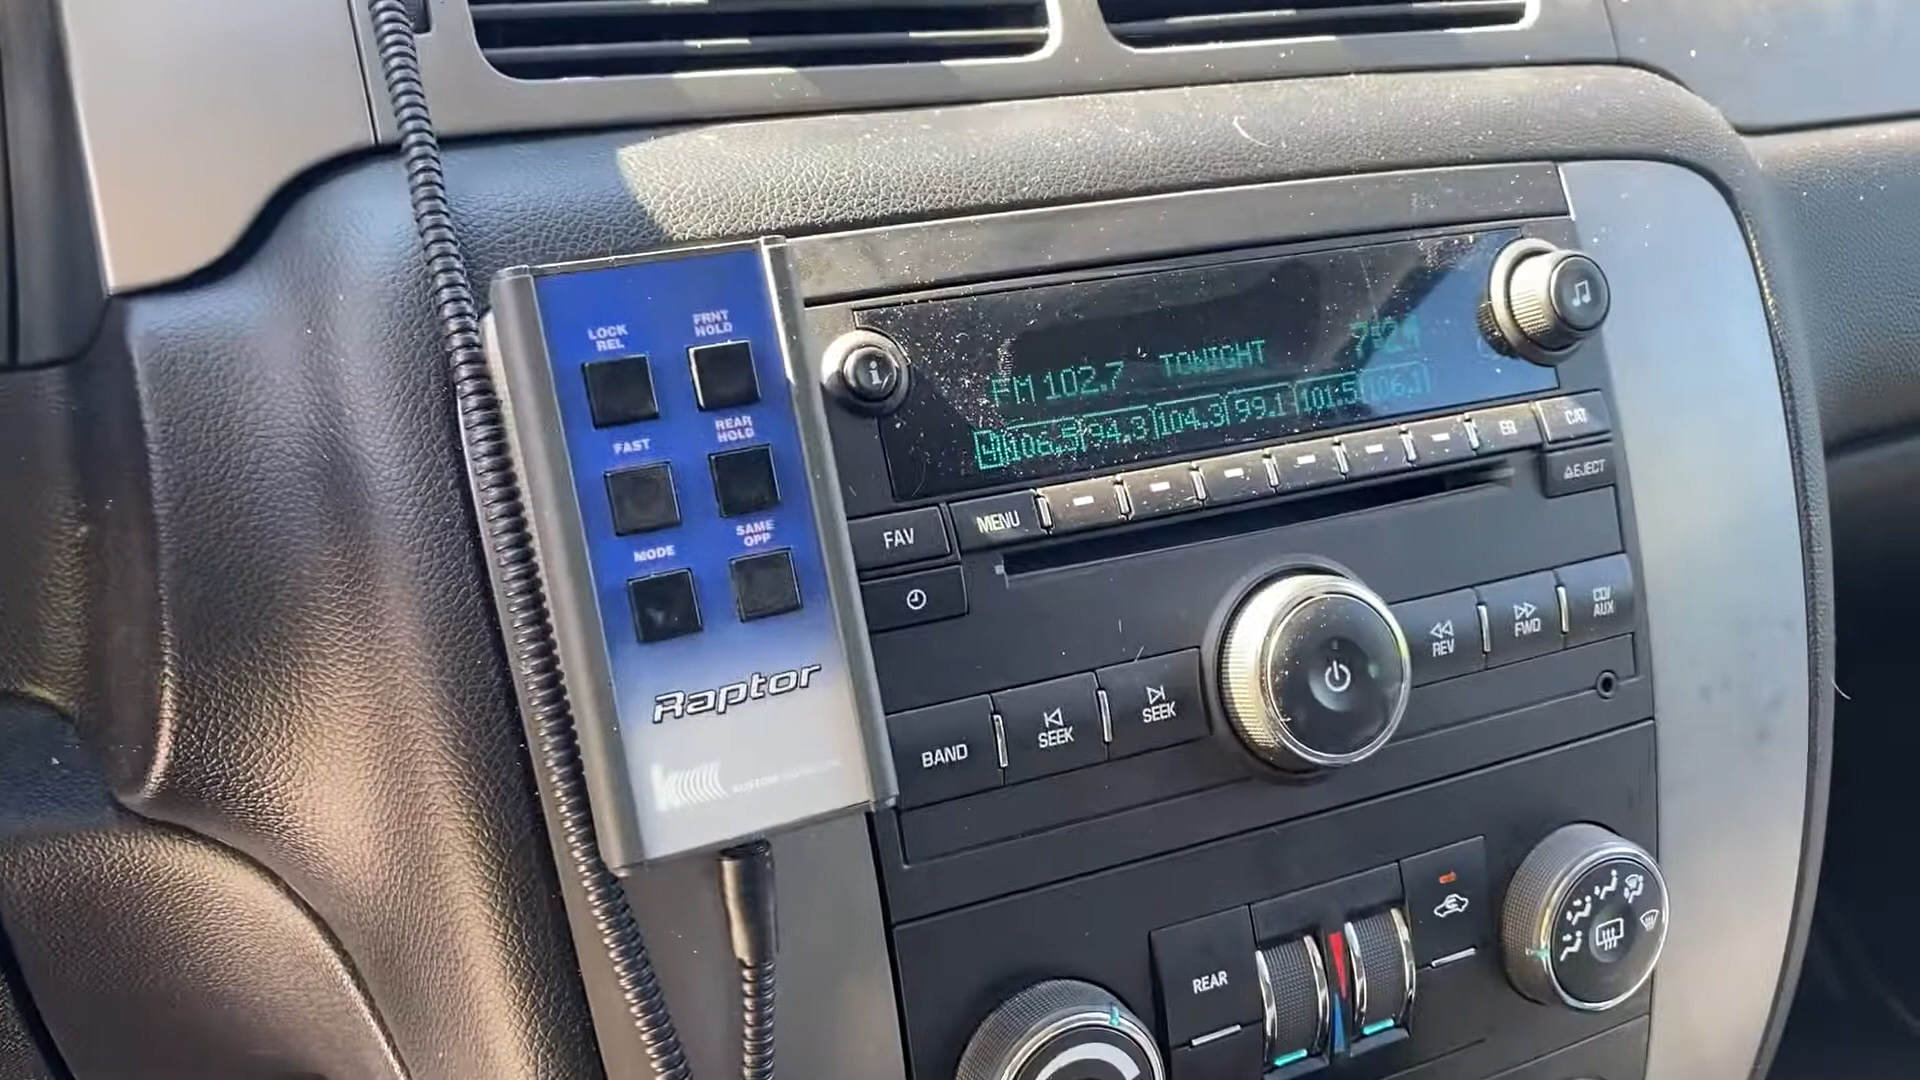 LOCK
REL
FRNT
HOLD
FAST
REAR
HOLD
MODE
SAME
OPP
Raptor
i
FM 102.7 TONIGHT
106.5 94.3 104.3 99.1 101.5 106.1
FAV
MENU
EQ
CAT
EJECT
BAND
SEEK
SEEK
REV
FWD
CD/
AUX
REAR